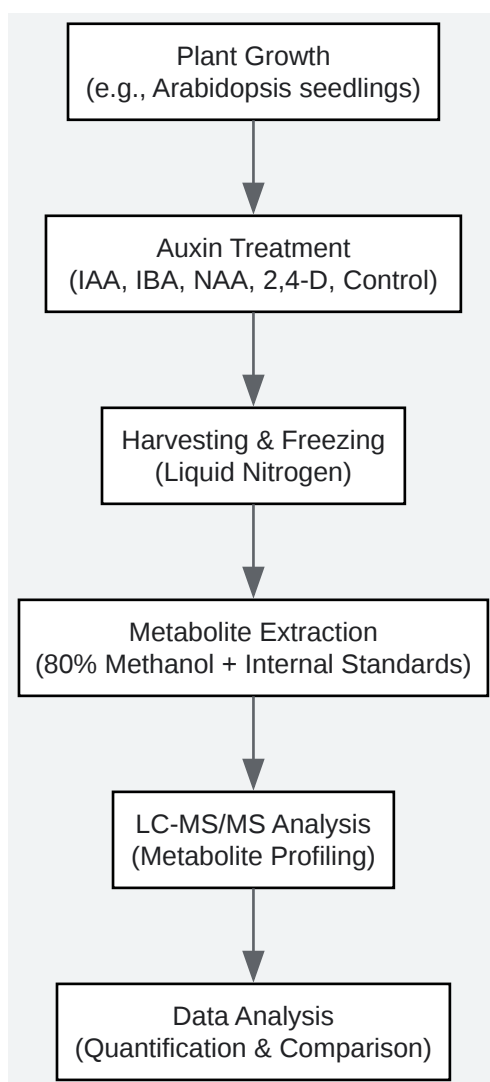 Plant Growth
(e.g., Arabidopsis seedlings)
Auxin Treatment
(IAA, IBA, NAA, 2,4-D, Control)
Harvesting & Freezing
(Liquid Nitrogen)
Metabolite Extraction
(80% Methanol + Internal Standards)
LC-MS/MS Analysis
(Metabolite Profiling)
Data Analysis
(Quantification & Comparison)